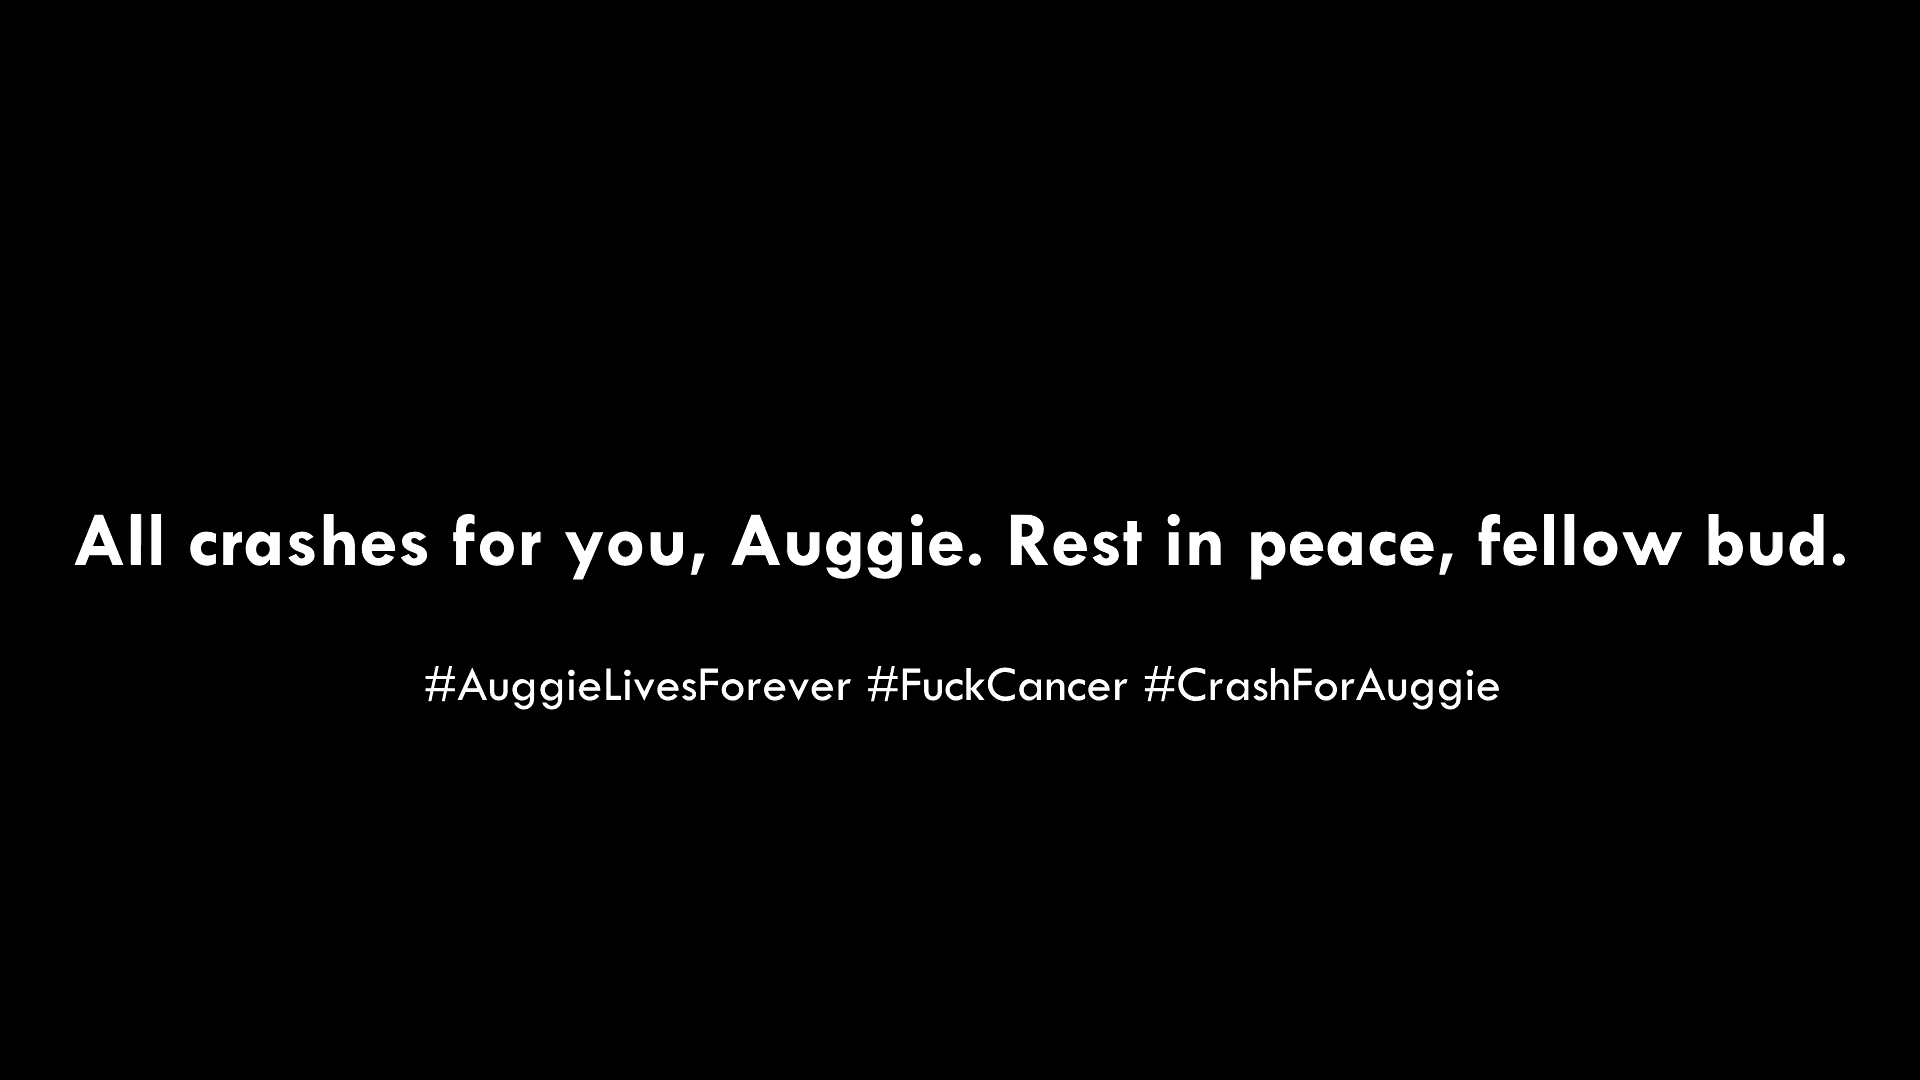 All crashes for you, Auggie. Rest in peace, fellow bud.
#AuggieLivesForever #FuckCancer #CrashForAuggie